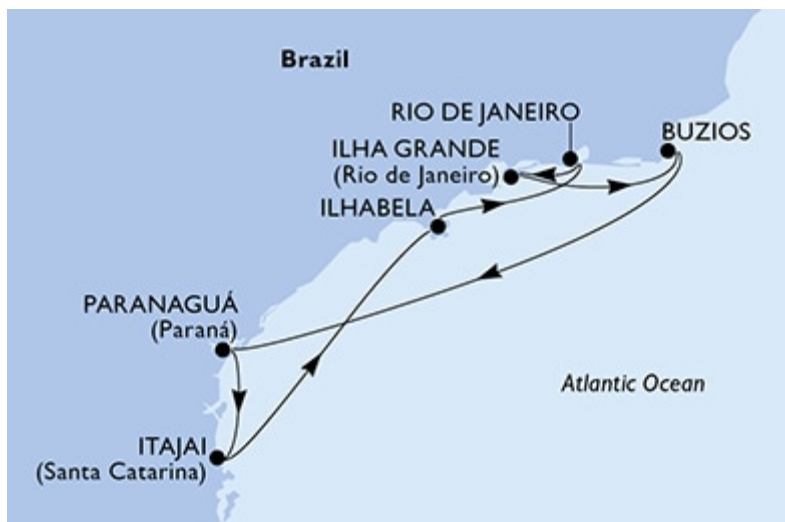 Brazil
RIO DE JANEIRO
BUZIOS
ILHA GRANDE
(Rio de Janeiro)
ILHABELA
PARANAGUÁ
(Paraná)
Atlantic Ocean
ITAJAI
(Santa Catarina)